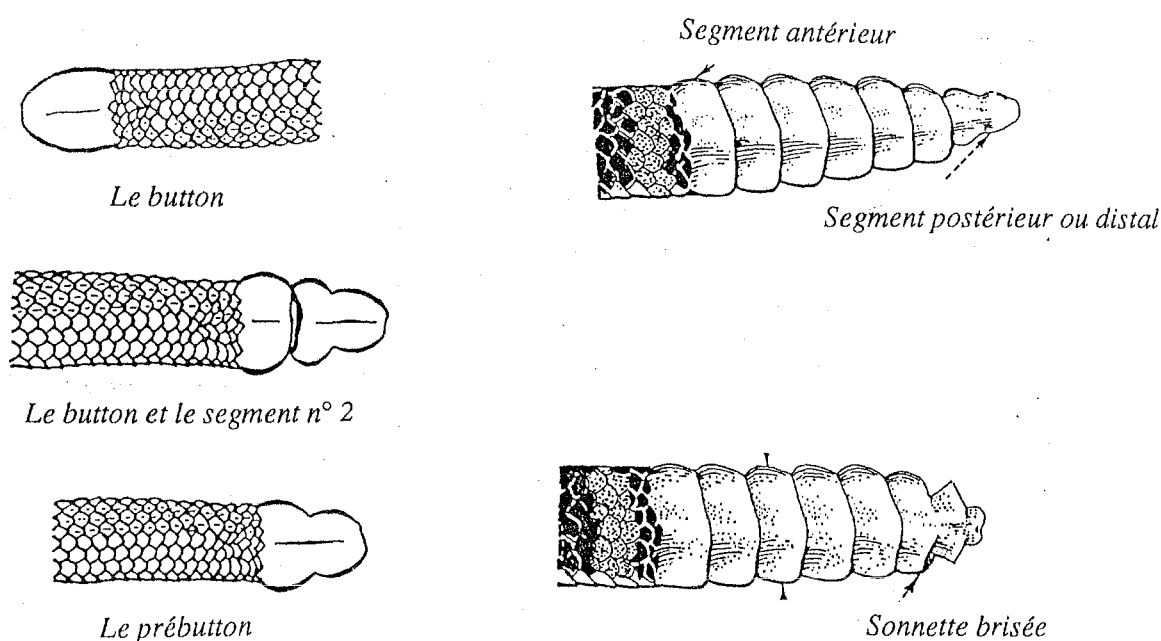 Segment antérieur
Le button
Segment postérieur ou distal
Le button et le segment n° 2
Le prébutton
Sonnette brisée